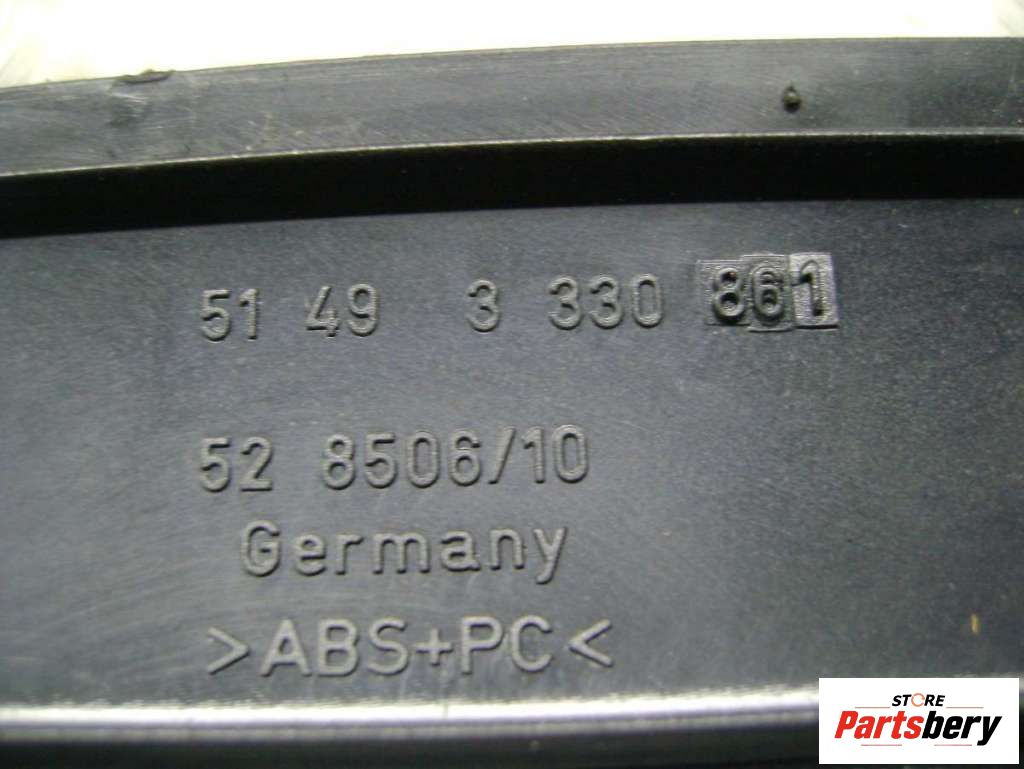 51 49 3 330 861
52 8506/10
Germany
>ABS+PC<
STORE
Partsbery